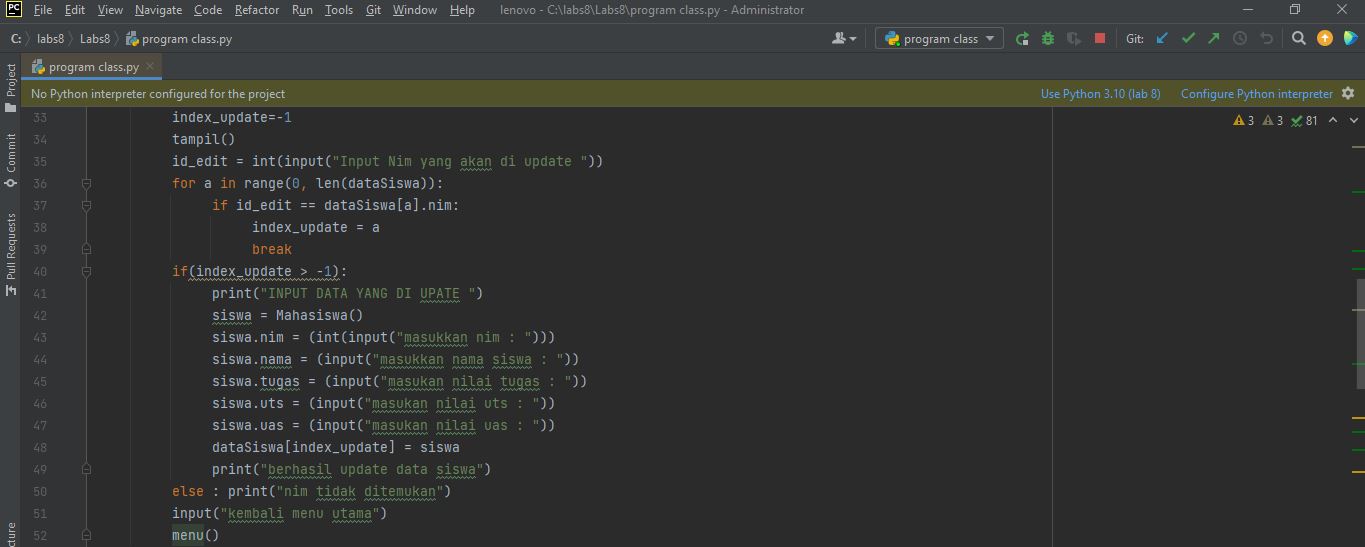 PC File Edit View Navigate Code Refactor Run Tools Git Window Help lenovo - C:\labs8\Labs8\program class.py - Administrator
C: labs8 Labs8 program class.py program class Git:
program class.py
No Python interpreter configured for the project Use Python 3.10 (lab 8) Configure Python interpreter
3 3 81
Project
Commit
Pull Requests
cture
33 index_update=-1
34 tampil()
35 id_edit = int(input("Input Nim yang akan di update "))
36 for a in range(0, len(dataSiswa)):
37 if id_edit == dataSiswa[a].nim:
38 index_update = a
39 break
40 if(index_update > -1):
41 print("INPUT DATA YANG DI UPATE ")
42 siswa = Mahasiswa()
43 siswa.nim = (int(input("masukkan nim : ")))
44 siswa.nama = (input("masukkan nama siswa : "))
45 siswa.tugas = (input("masukan nilai tugas : "))
46 siswa.uts = (input("masukan nilai uts : "))
47 siswa.uas = (input("masukan nilai uas : "))
48 dataSiswa[index_update] = siswa
49 print("berhasil update data siswa")
50 else : print("nim tidak ditemukan")
51 input("kembali menu utama")
52 menu()